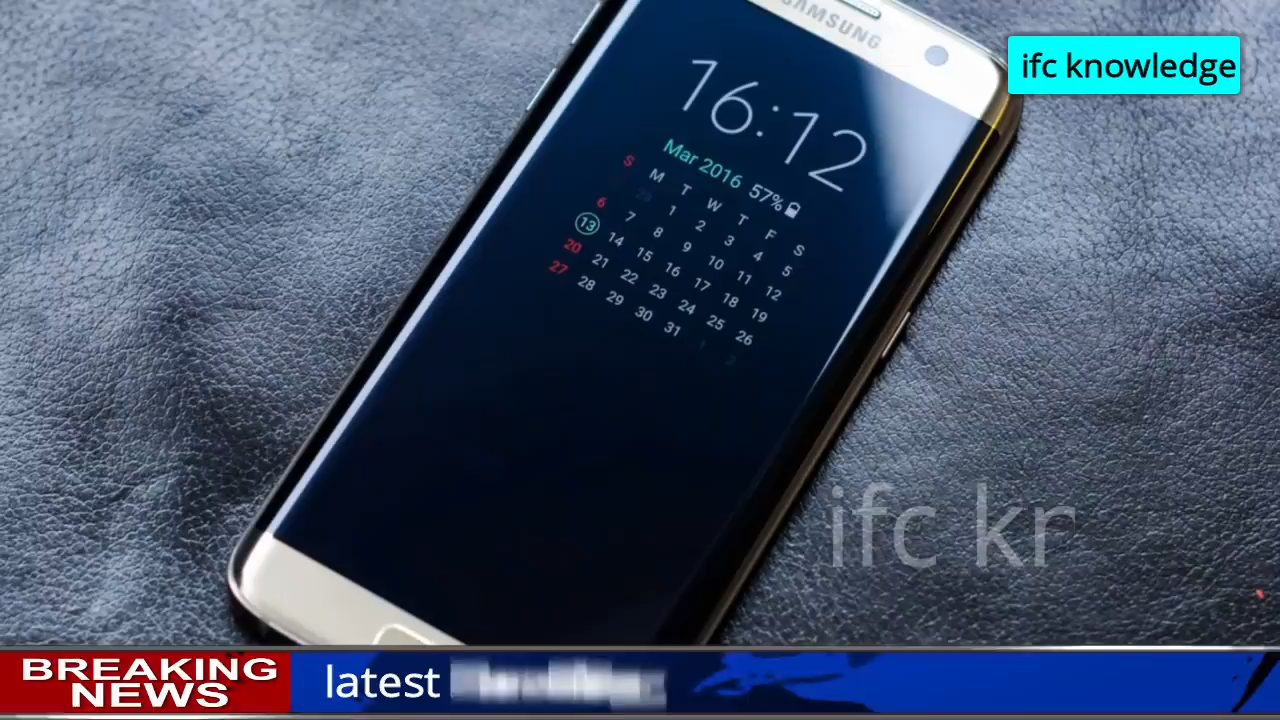 SAMSUNG
ifc knowledge
16:12
Mar 2016 57%
S M T W T F S
1 2 3 4 5
6 7 8 9 10 11 12
13 14 15 16 17 18 19
20 21 22 23 24 25 26
27 28 29 30 31 1 2
ifc kr
BREAKING
NEWS
latest